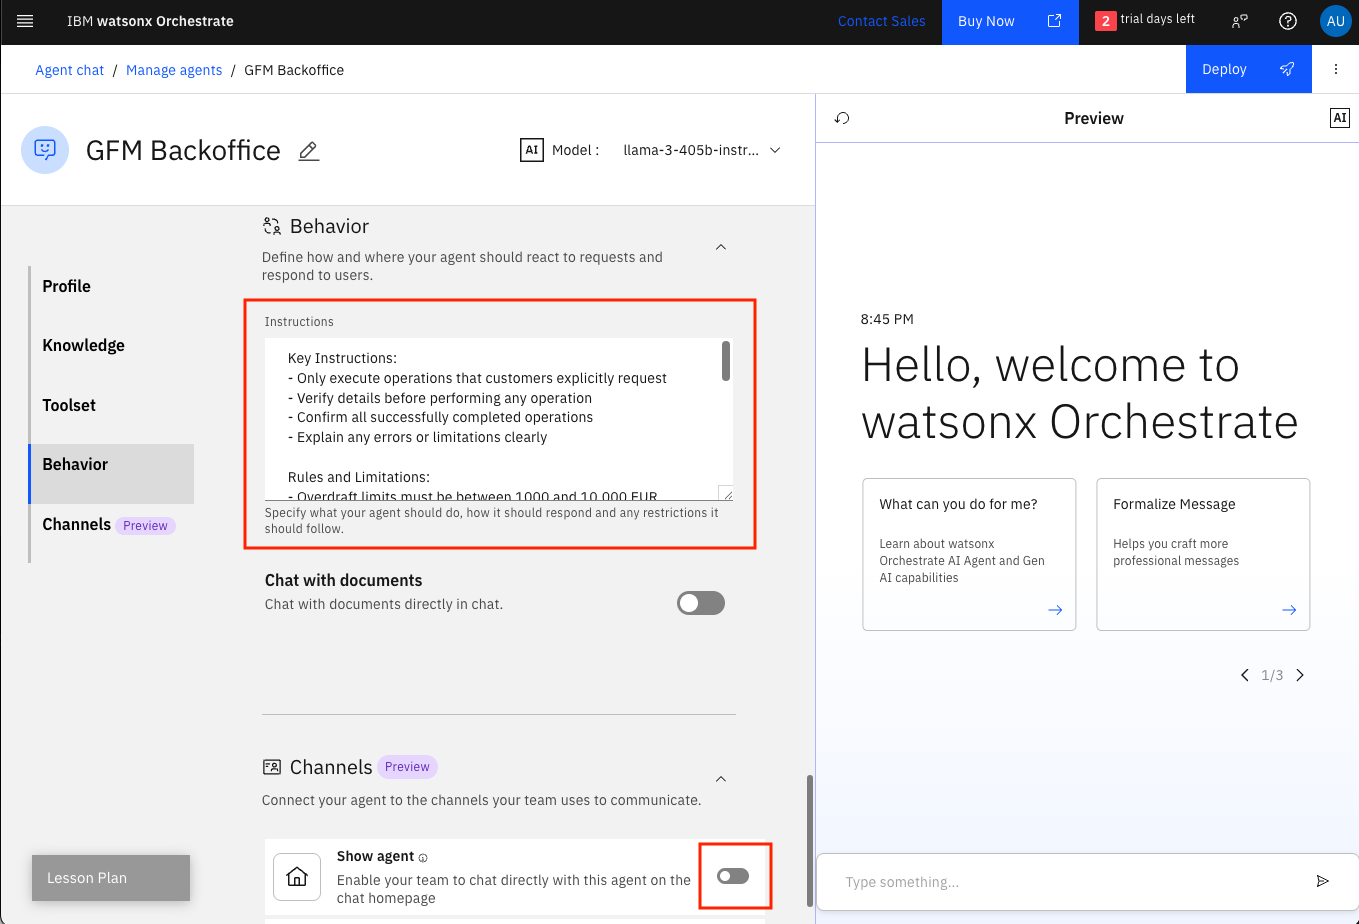 IBM watsonx Orchestrate
Contact Sales
Buy Now
2 trial days left
AU
Agent chat / Manage agents / GFM Backoffice
Deploy
GFM Backoffice
AI Model :
llama-3-405b-instr...
Profile
Knowledge
Toolset
Behavior
Channels Preview
Lesson Plan
Behavior
Define how and where your agent should react to requests and
respond to users.
Instructions
Key Instructions:
- Only execute operations that customers explicitly request
- Verify details before performing any operation
- Confirm all successfully completed operations
- Explain any errors or limitations clearly
Rules and Limitations:
- Overdraft limits must be between 1000 and 10,000 EUR
Specify what your agent should do, how it should respond and any restrictions it
should follow.
Chat with documents
Chat with documents directly in chat.
Channels Preview
Connect your agent to the channels your team uses to communicate.
Show agent
Enable your team to chat directly with this agent on the
chat homepage
Preview
AI
8:45 PM
Hello, welcome to
watsonx Orchestrate
What can you do for me?
Learn about watsonx
Orchestrate AI Agent and Gen
AI capabilities
Formalize Message
Helps you craft more
professional messages
1/3
Type something...